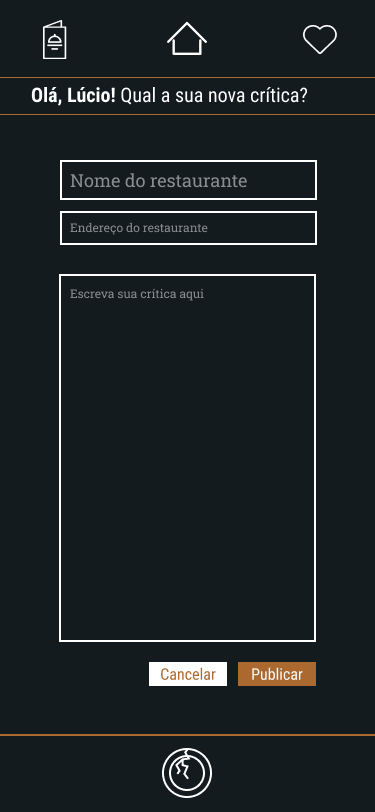 Olá, Lúcio! Qual a sua nova crítica?
Nome do restaurante
Endereço do restaurante
Escreva sua crítica aqui
Cancelar
Publicar